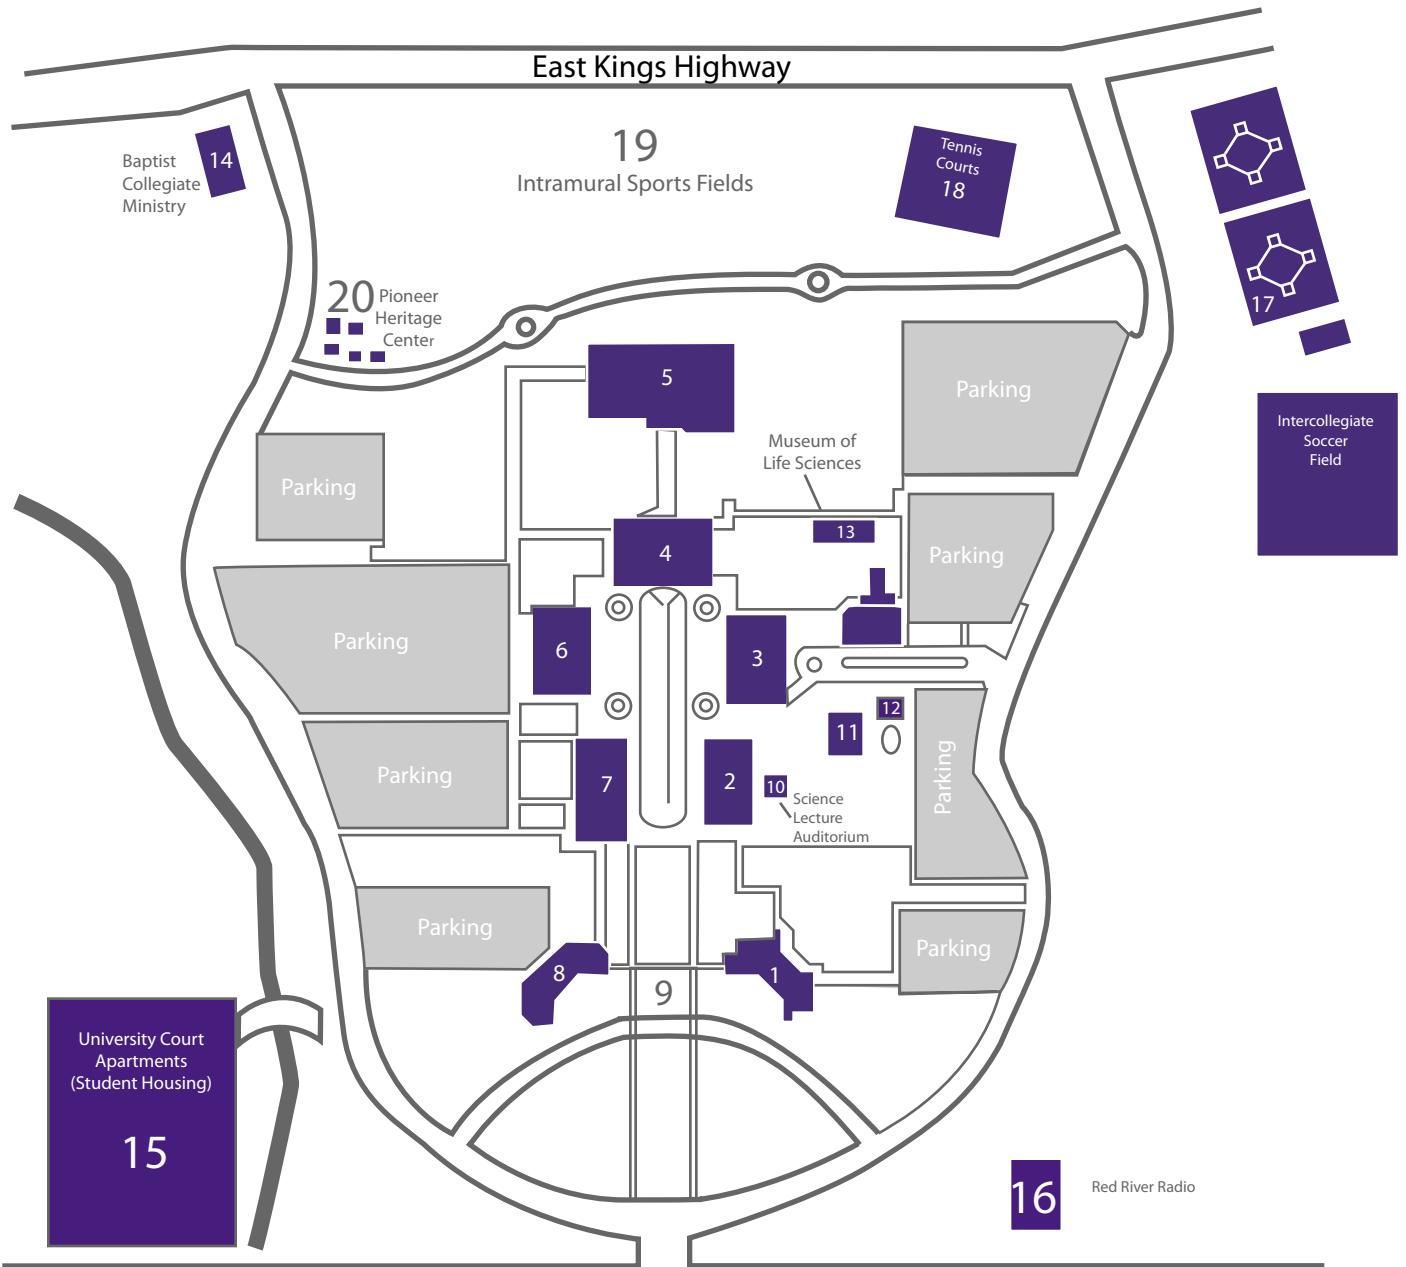 East Kings Highway
19
Intramural Sports Fields
Tennis
Courts
18
14
Baptist
Collegiate
Ministry
17
20
Pioneer
Heritage
Center
5
Parking
Intercollegiate
Soccer
Field
Museum of
Life Sciences
Parking
4
13
Parking
Parking
6
3
12
11
Parking
7
2
10
Science
Lecture
Auditorium
Parking
Parking
Parking
8
1
9
University Court
Apartments
(Student Housing)
15
16
Red River Radio